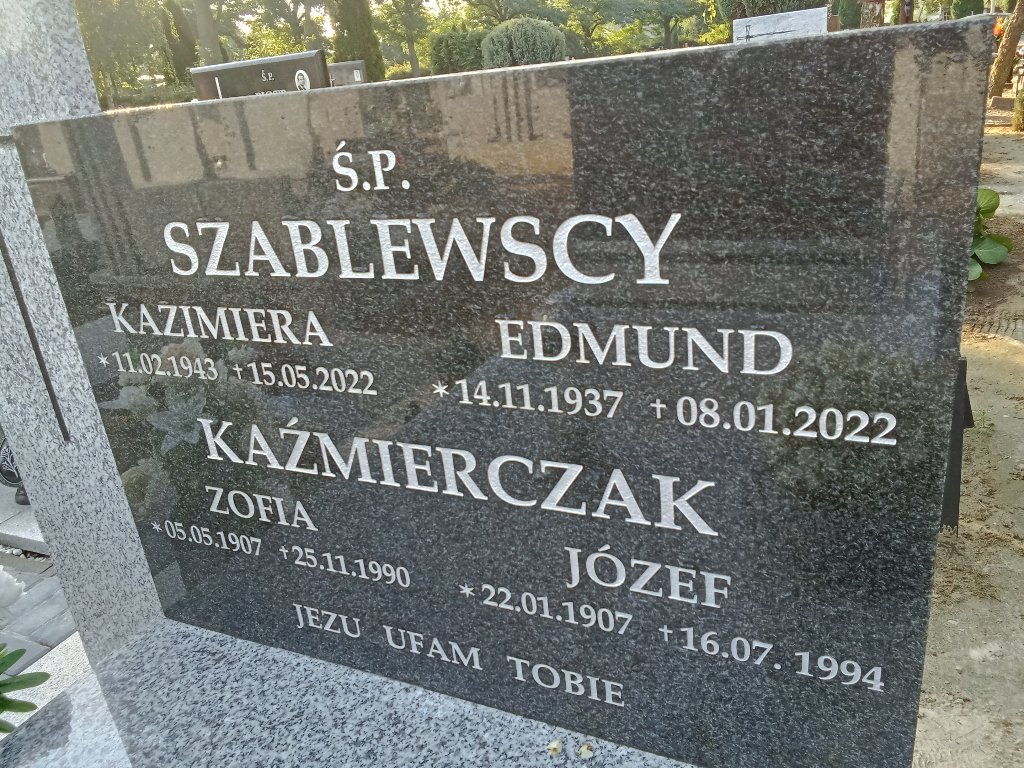 Ś.P.
Ś.P.
SZABLEWSCY
KAZIMIERA EDMUND
*11.02.1943 +15.05.2022 *14.11.1937 +08.01.2022
KAŹMIERCZAK
ZOFIA JÓZEF
*05.05.1907 +25.11.1990 *22.01.1907 +16.07.1994
JEZU UFAM TOBIE